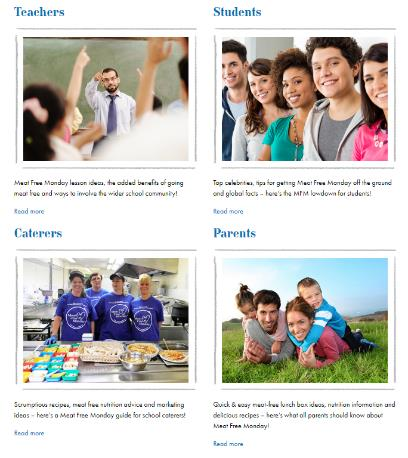 Teachers
Students
Meat Free Monday lesson ideas, the added benefits of going
meat free and ways to involve the wider school community!
Read more
Top celebrities, tips for getting Meat Free Monday off the ground
and global facts – here's the MFM lowdown for students!
Read more
Caterers
Parents
Scrumptious recipes, meat free nutrition advice and marketing
ideas – here's a Meat Free Monday guide for school caterers!
Read more
Quick & easy meat-free lunch box ideas, nutrition information and
delicious recipes – here's what all parents should know about
Meat Free Monday!
Read more